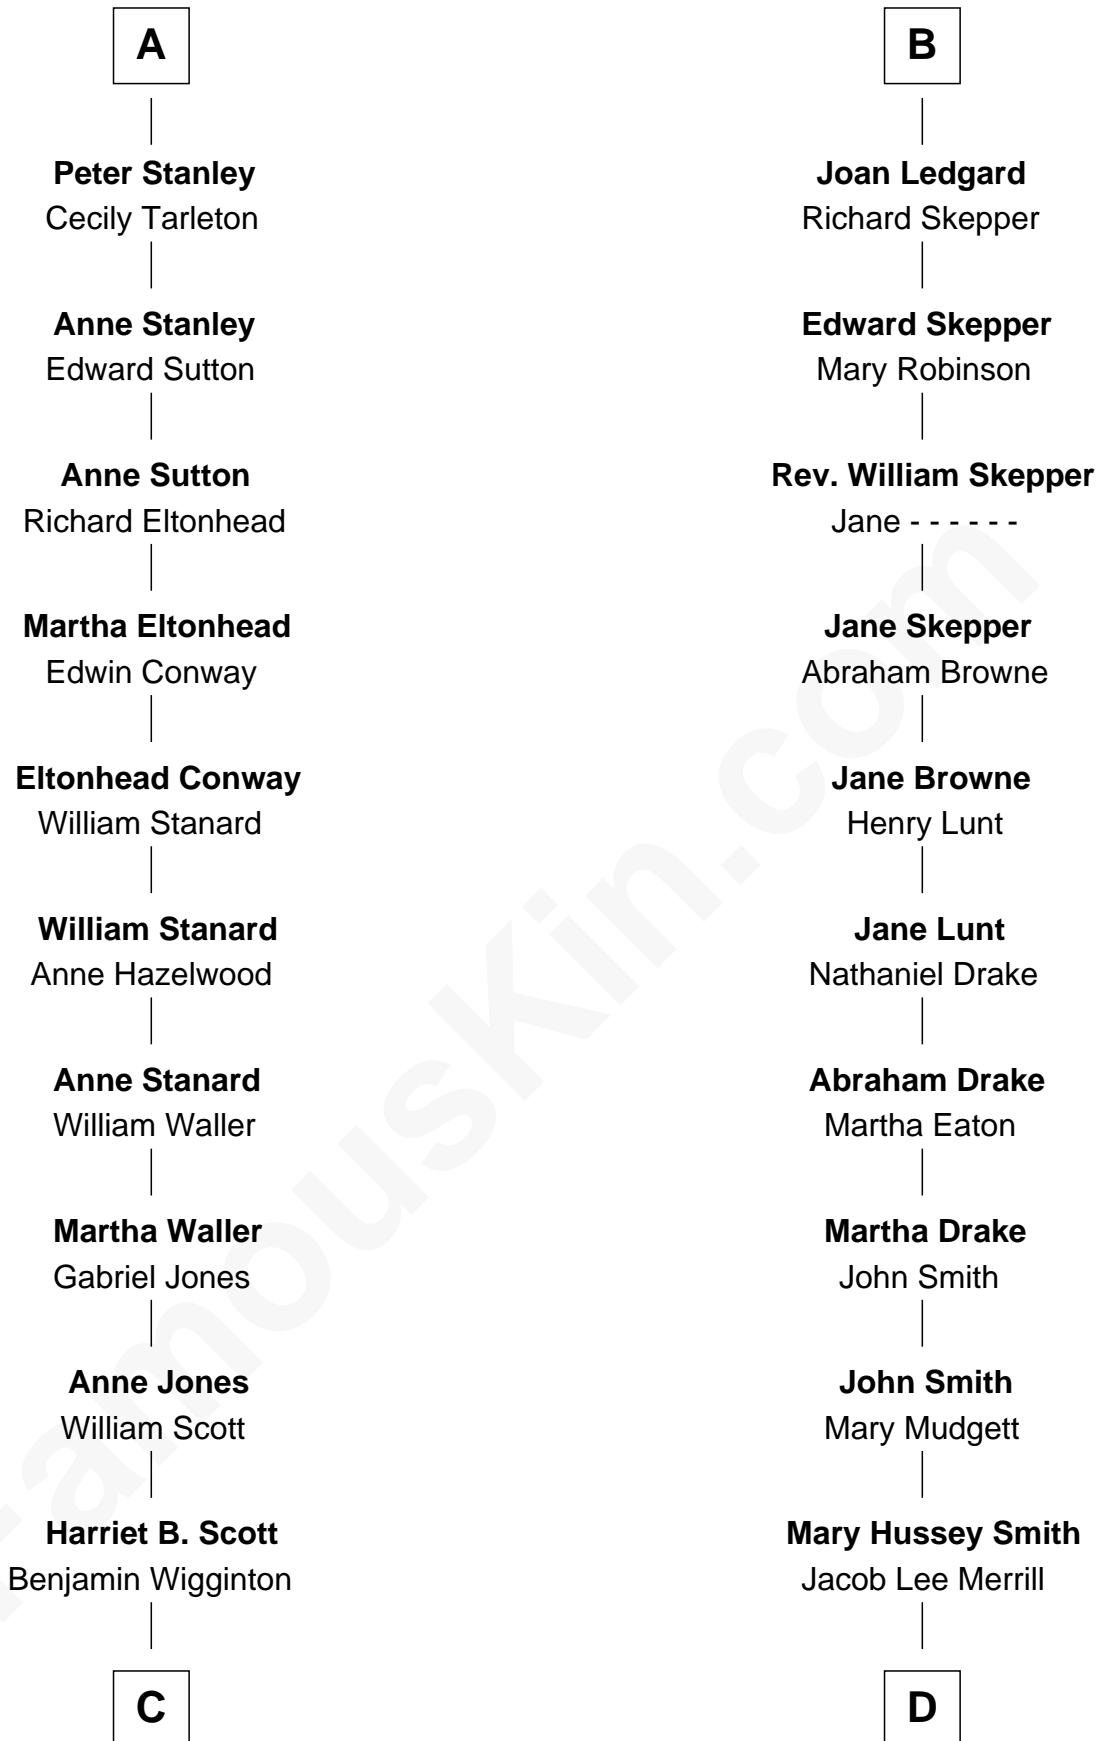 A
Peter Stanley
Cecily Tarleton
Anne Stanley
Edward Sutton
Anne Sutton
Richard Eltonhead
Martha Eltonhead
Edwin Conway
Eltonhead Conway
William Stanard
William Stanard
Anne Hazelwood
Anne Stanard
William Waller
Martha Waller
Gabriel Jones
Anne Jones
William Scott
Harriet B. Scott
Benjamin Wigginton
C
B
Joan Ledgard
Richard Skepper
Edward Skepper
Mary Robinson
Rev. William Skepper
Jane - - - - - -
Jane Skepper
Abraham Browne
Jane Browne
Henry Lunt
Jane Lunt
Nathaniel Drake
Abraham Drake
Martha Eaton
Martha Drake
John Smith
John Smith
Mary Mudgett
Mary Hussey Smith
Jacob Lee Merrill
D
FamousKin.com